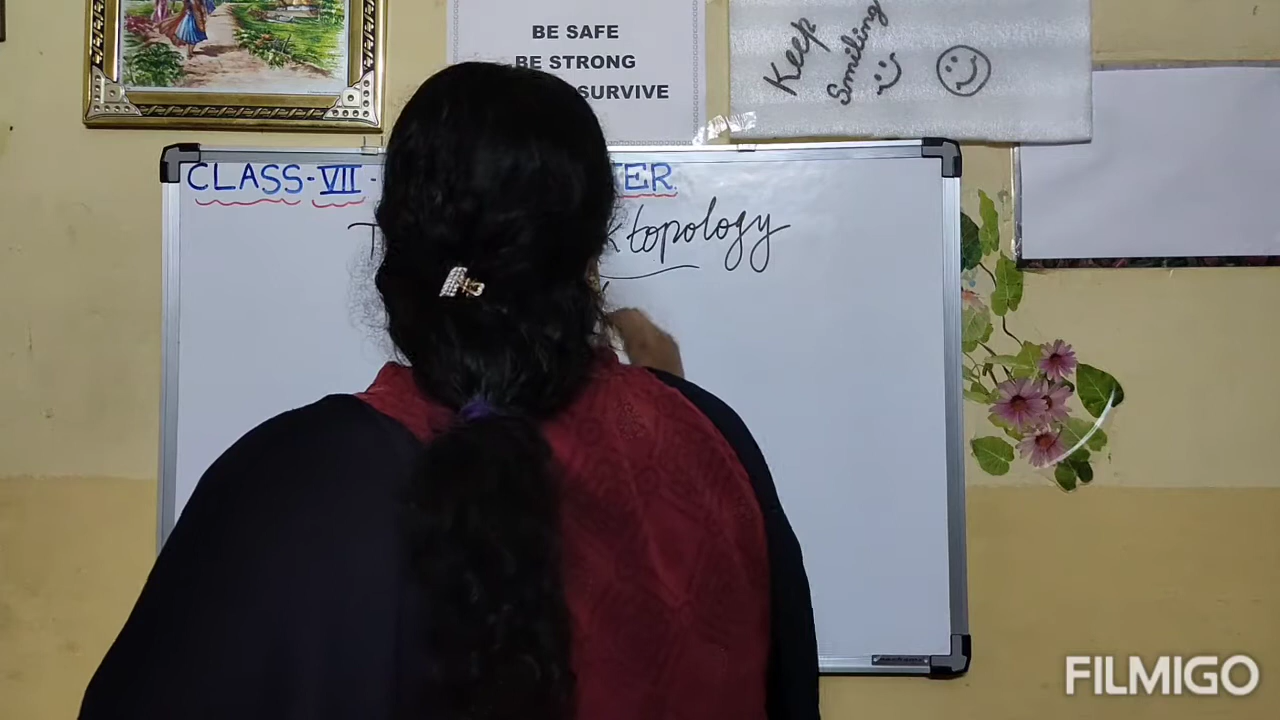 BE SAFE
BE STRONG
SURVIVE
Keep
Smiling
CLASS-VII-
TER.
T
k topology
FILMIGO